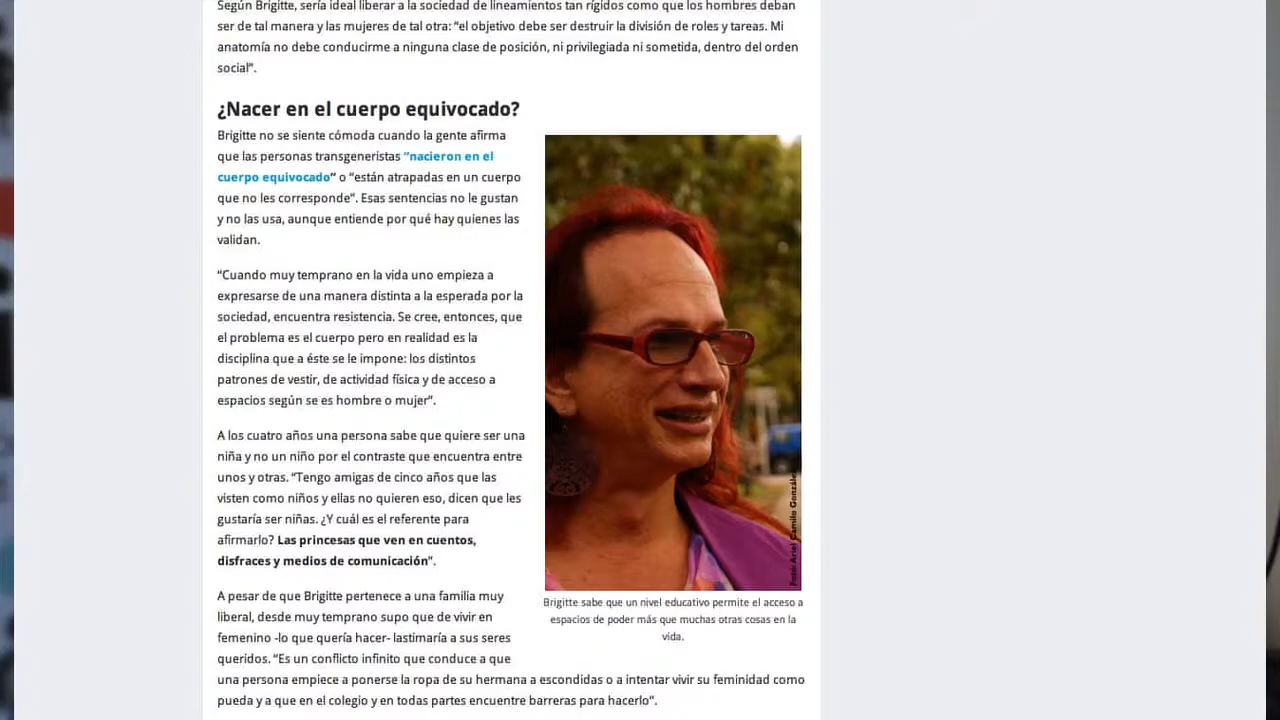 Según Brigitte, sería ideal liberar a la sociedad de lineamientos tan rígidos como que los hombres deban
ser de tal manera y las mujeres de tal otra: “el objetivo debe ser destruir la división de roles y tareas. Mi
anatomía no debe conducirme a ninguna clase de posición, ni privilegiada ni sometida, dentro del orden
social”.
¿Nacer en el cuerpo equivocado?
Brigitte no se siente cómoda cuando la gente afirma
que las personas transgeneristas “nacieron en el
cuerpo equivocado” o “están atrapadas en un cuerpo
que no les corresponde”. Esas sentencias no le gustan
y no las usa, aunque entiende por qué hay quienes las
validan.
“Cuando muy temprano en la vida uno empieza a
expresarse de una manera distinta a la esperada por la
sociedad, encuentra resistencia. Se cree, entonces, que
el problema es el cuerpo pero en realidad es la
disciplina que a éste se le impone: los distintos
patrones de vestir, de actividad física y de acceso a
espacios según se es hombre o mujer”.
A los cuatro años una persona sabe que quiere ser una
niña y no un niño por el contraste que encuentra entre
unos y otras. “Tengo amigas de cinco años que las
visten como niños y ellas no quieren eso, dicen que les
gustaría ser niñas. ¿Y cuál es el referente para
afirmarlo? Las princesas que ven en cuentos,
disfraces y medios de comunicación”.
A pesar de que Brigitte pertenece a una familia muy
liberal, desde muy temprano supo que de vivir en
femenino -lo que quería hacer- lastimaría a sus seres
queridos. “Es un conflicto infinito que conduce a que
una persona empiece a ponerse la ropa de su hermana a escondidas o a intentar vivir su feminidad como
pueda y a que en el colegio y en todas partes encuentre barreras para hacerlo”.
Foto: Ariel Camilo González
Brigitte sabe que un nivel educativo permite el acceso a
espacios de poder más que muchas otras cosas en la
vida.